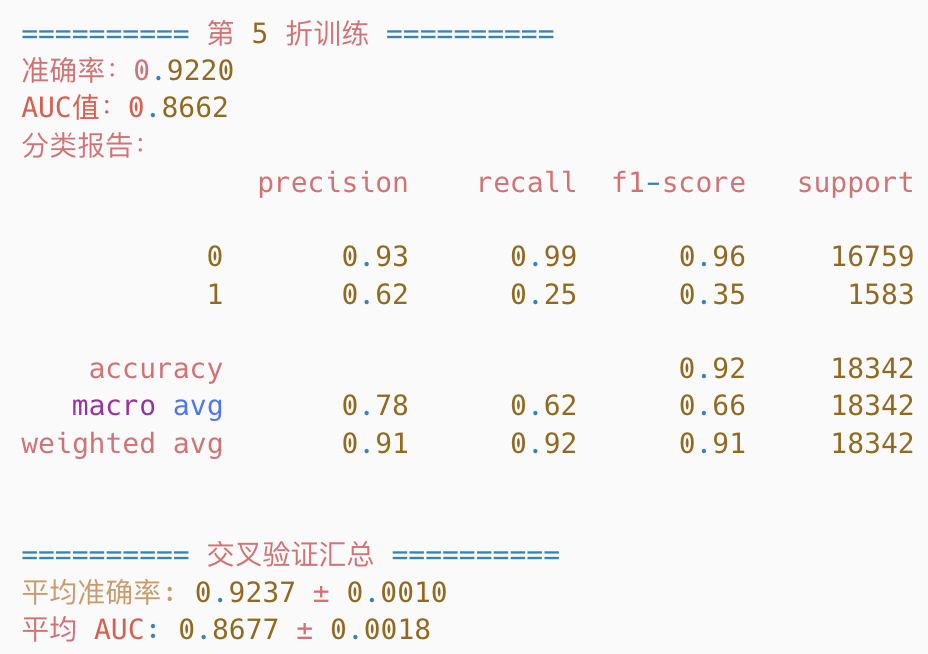 ========== 第 5 折训练 ==========
准确率: 0.9220
AUC值: 0.8662
分类报告:
precision recall f1-score support
0 0.93 0.99 0.96 16759
1 0.62 0.25 0.35 1583
accuracy 0.92 18342
macro avg 0.78 0.62 0.66 18342
weighted avg 0.91 0.92 0.91 18342
========== 交叉验证汇总 ==========
平均准确率: 0.9237 ± 0.0010
平均 AUC: 0.8677 ± 0.0018